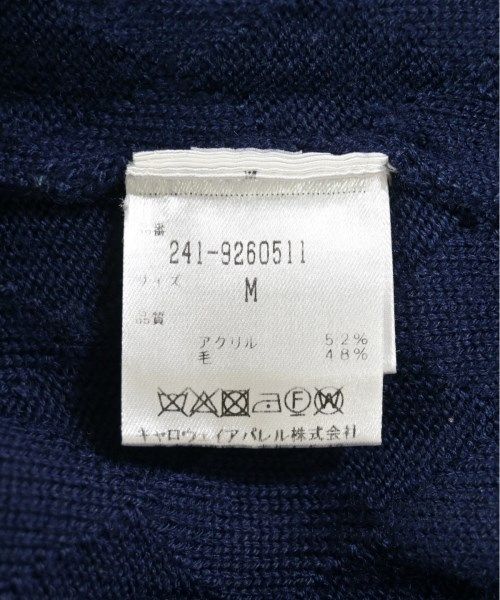 品番
241-9260511
サイズ
M
品質
アクリル 52%
毛 48%
F W
キャロウェイアパレル株式会社